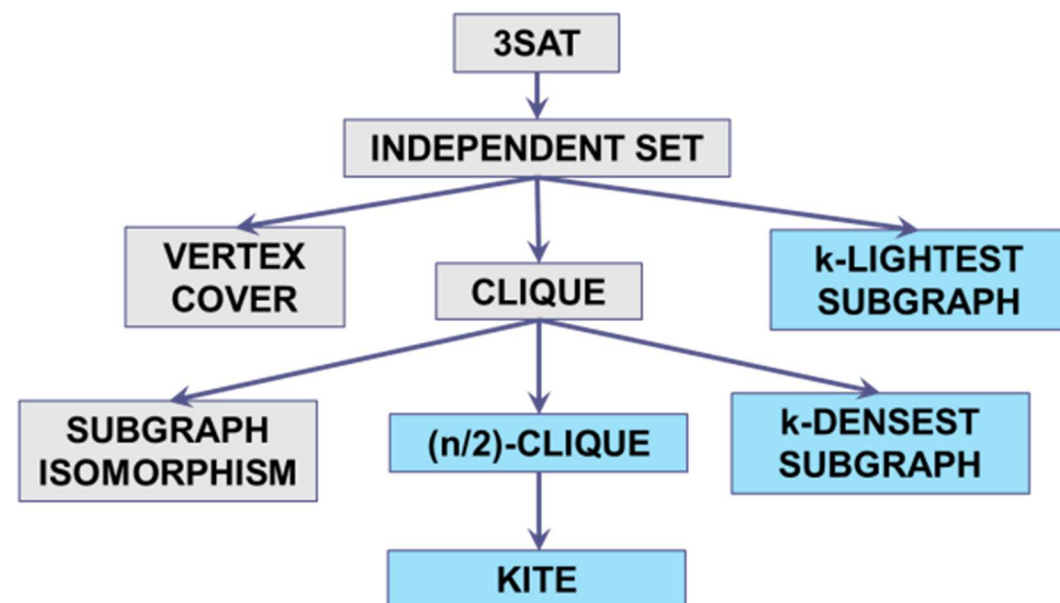 3SAT
INDEPENDENT SET
VERTEX
COVER
CLIQUE
k-LIGHTEST
SUBGRAPH
SUBGRAPH
ISOMORPHISM
(n/2)-CLIQUE
k-DENSEST
SUBGRAPH
KITE